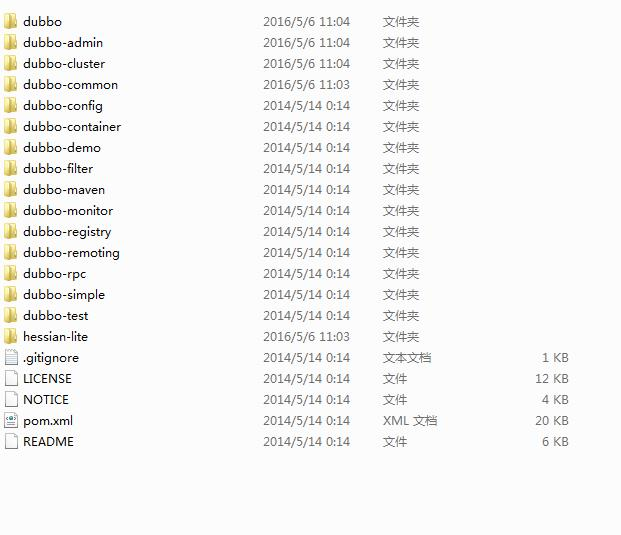 dubbo 2016/5/6 11:04 文件夹
dubbo-admin 2016/5/6 11:04 文件夹
dubbo-cluster 2016/5/6 11:04 文件夹
dubbo-common 2016/5/6 11:03 文件夹
dubbo-config 2014/5/14 0:14 文件夹
dubbo-container 2014/5/14 0:14 文件夹
dubbo-demo 2014/5/14 0:14 文件夹
dubbo-filter 2014/5/14 0:14 文件夹
dubbo-maven 2014/5/14 0:14 文件夹
dubbo-monitor 2014/5/14 0:14 文件夹
dubbo-registry 2014/5/14 0:14 文件夹
dubbo-remoting 2014/5/14 0:14 文件夹
dubbo-rpc 2014/5/14 0:14 文件夹
dubbo-simple 2014/5/14 0:14 文件夹
dubbo-test 2014/5/14 0:14 文件夹
hessian-lite 2016/5/6 11:03 文件夹
.gitignore 2014/5/14 0:14 文本文档 1 KB
LICENSE 2014/5/14 0:14 文件 12 KB
NOTICE 2014/5/14 0:14 文件 4 KB
pom.xml 2014/5/14 0:14 XML 文档 20 KB
README 2014/5/14 0:14 文件 6 KB